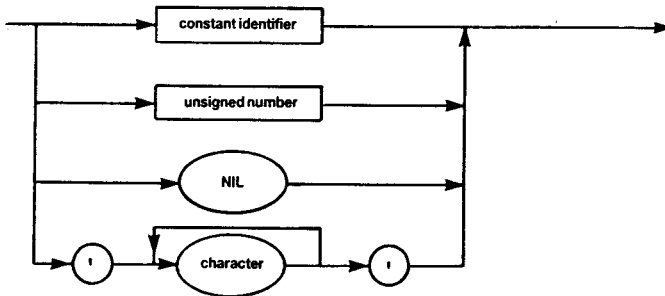 constant identifier
unsigned number
NIL
' character '